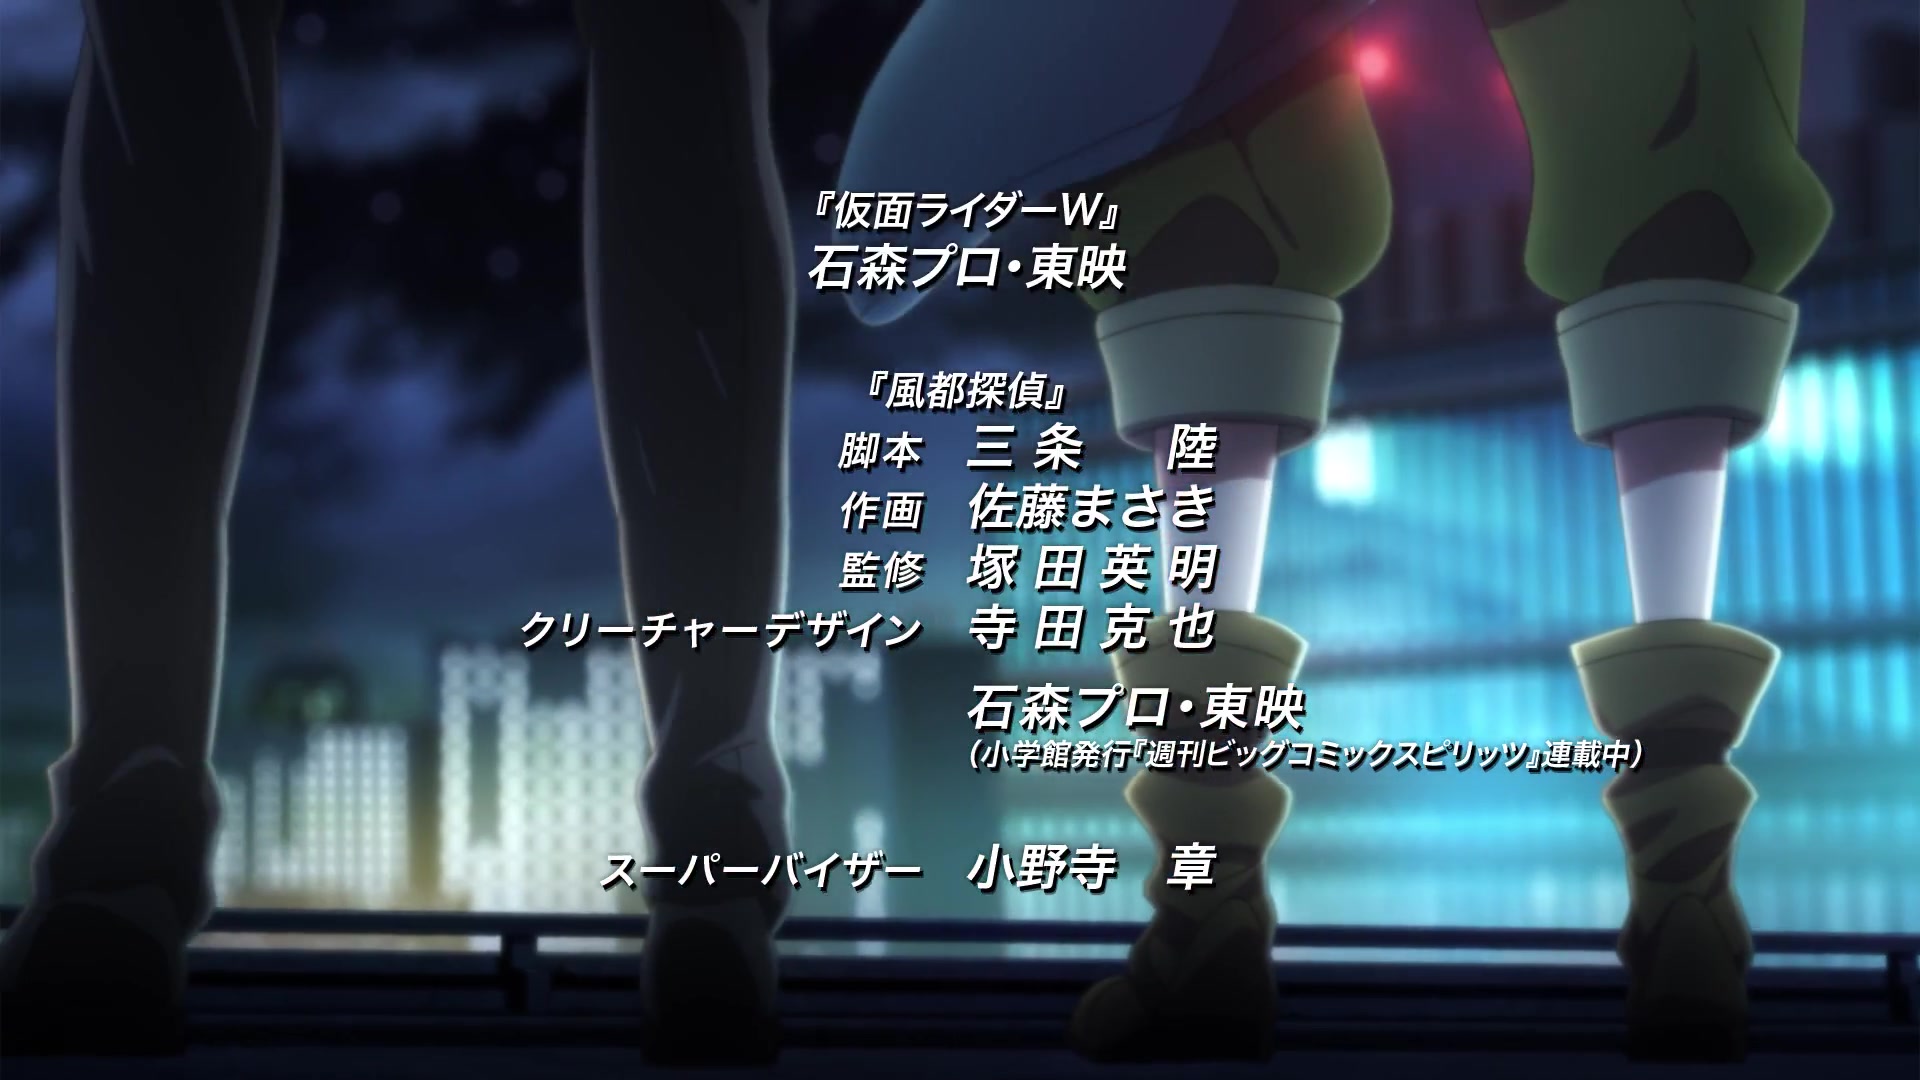 『仮面ライダーW』
石森プロ・東映
『風都探偵』
脚本 三条 陸
作画 佐藤まさき
監修 塚田英明
クリーチャーデザイン 寺田克也
石森プロ・東映
(小学館発行『週刊ビッグコミックスピリッツ』連載中)
スーパーバイザー 小野寺 章